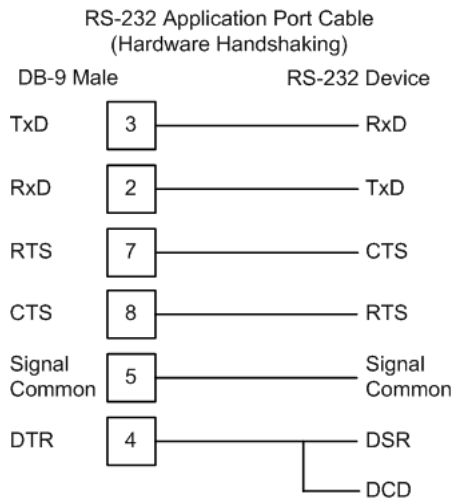 RS-232 Application Port Cable
(Hardware Handshaking)
DB-9 Male RS-232 Device
TxD 3 RxD
RxD 2 TxD
RTS 7 CTS
CTS 8 RTS
Signal Common 5 Signal Common
DTR 4 DSR
DCD